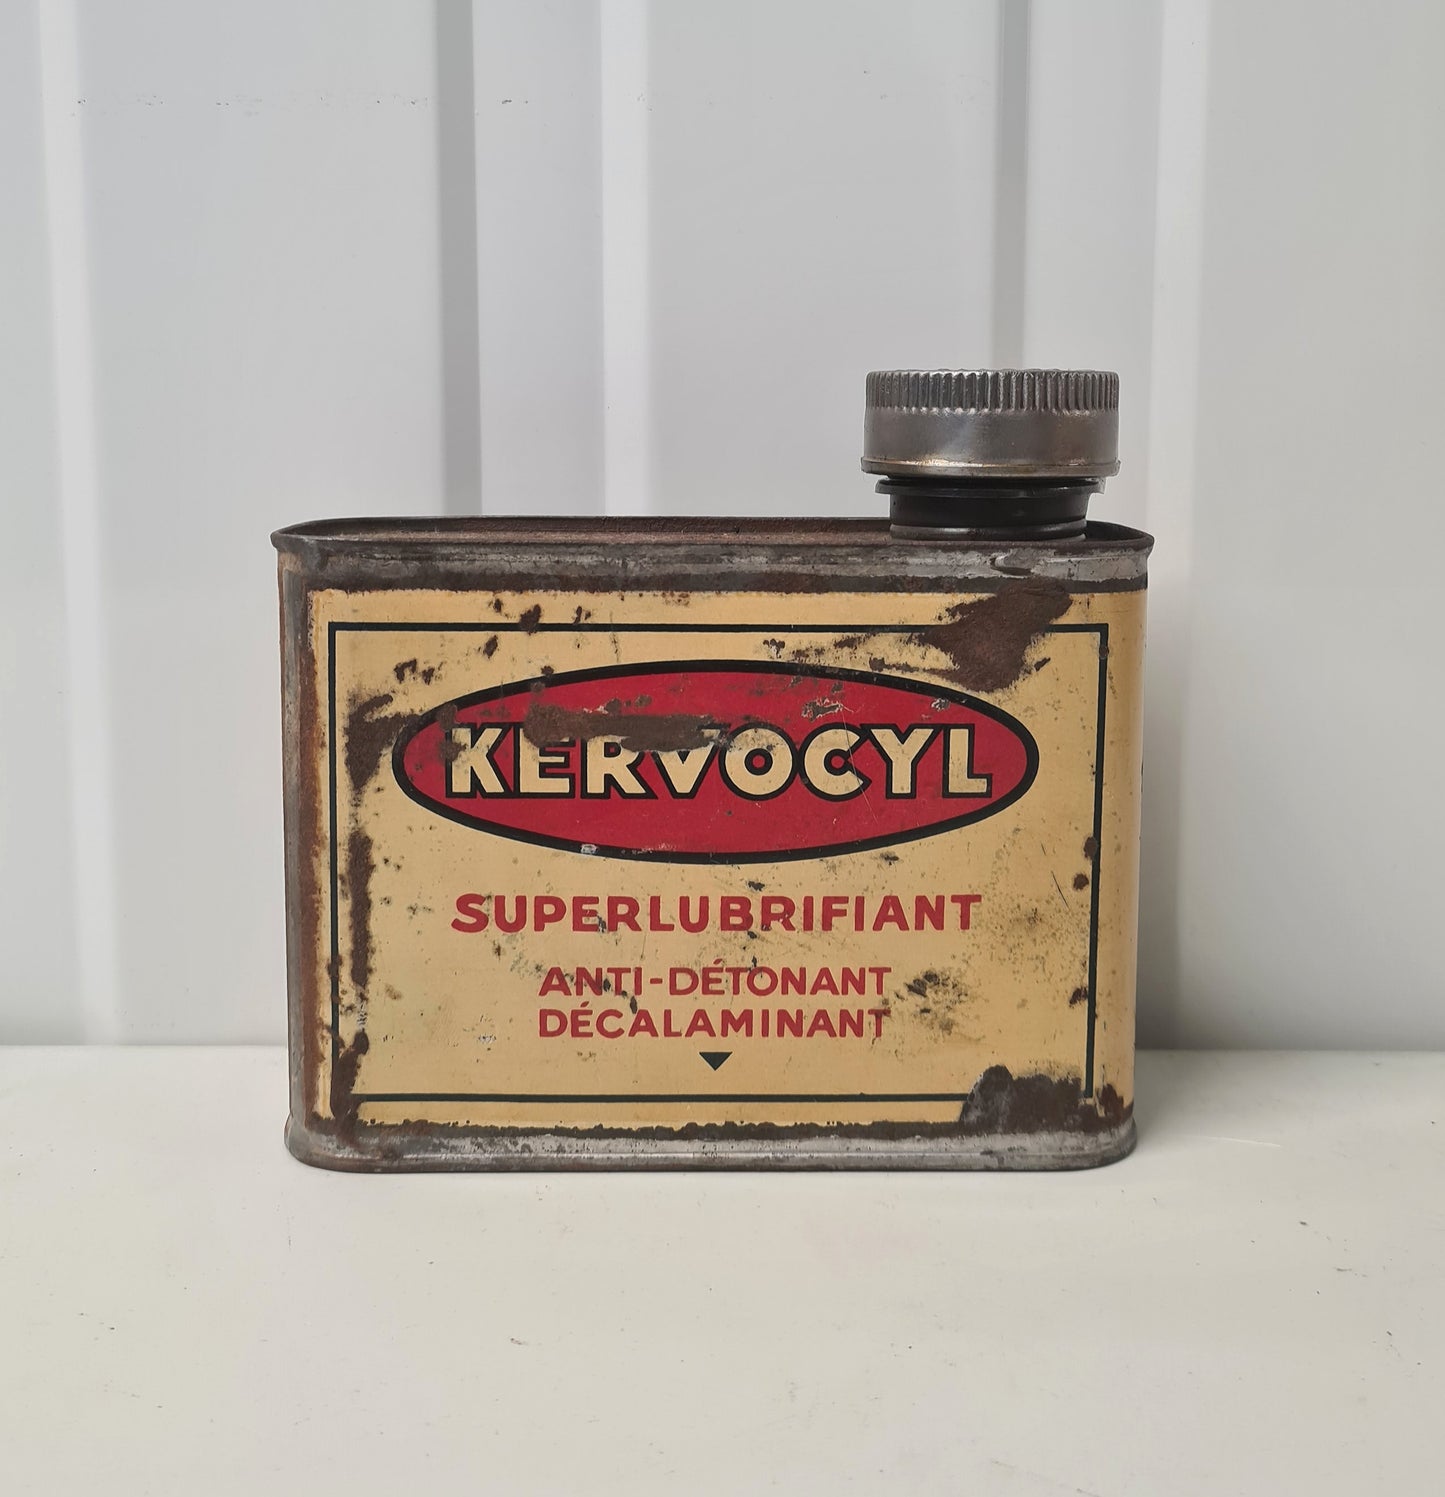 KERVOCYL
SUPERLUBRIFIANT
ANTI-DÉTONANT
DÉCALAMINANT